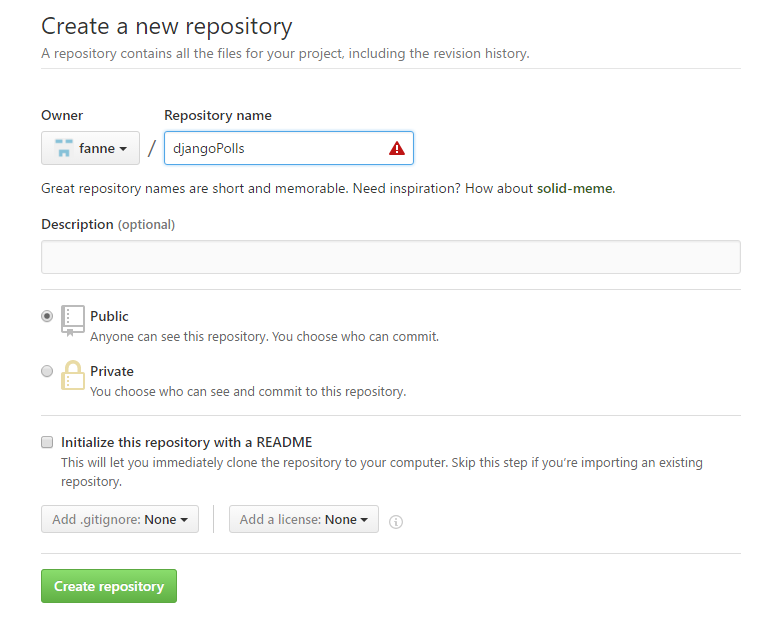 Create a new repository
A repository contains all the files for your project, including the revision history.
Owner
Repository name
fanne
/
djangoPolls
Great repository names are short and memorable. Need inspiration? How about solid-meme.
Description (optional)
Public
Anyone can see this repository. You choose who can commit.
Private
You choose who can see and commit to this repository.
Initialize this repository with a README
This will let you immediately clone the repository to your computer. Skip this step if you’re importing an existing
repository.
Add .gitignore: None
Add a license: None
Create repository